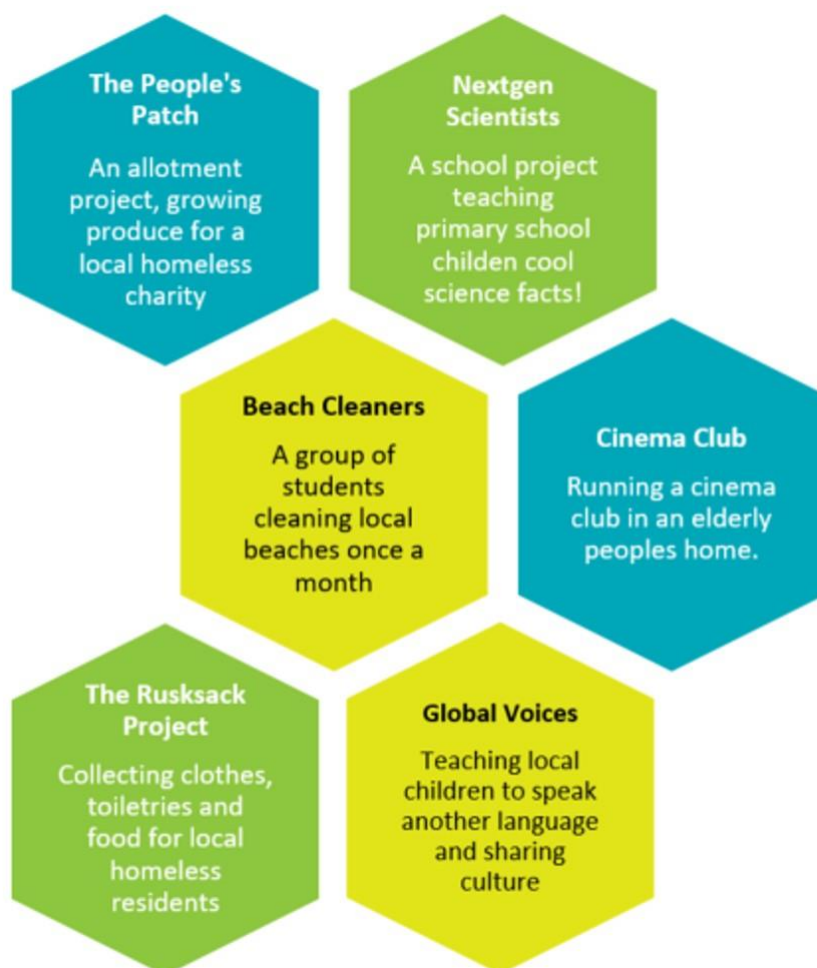 The People's
Patch
An allotment
project, growing
produce for a
local homeless
charity
Nextgen
Scientists
A school project
teaching
primary school
childen cool
science facts!
Beach Cleaners
A group of
students
cleaning local
beaches once a
month
Cinema Club
Running a cinema
club in an elderly
peoples home.
The Rusksack
Project
Collecting clothes,
toiletries and
food for local
homeless
residents
Global Voices
Teaching local
children to speak
another language
and sharing
culture